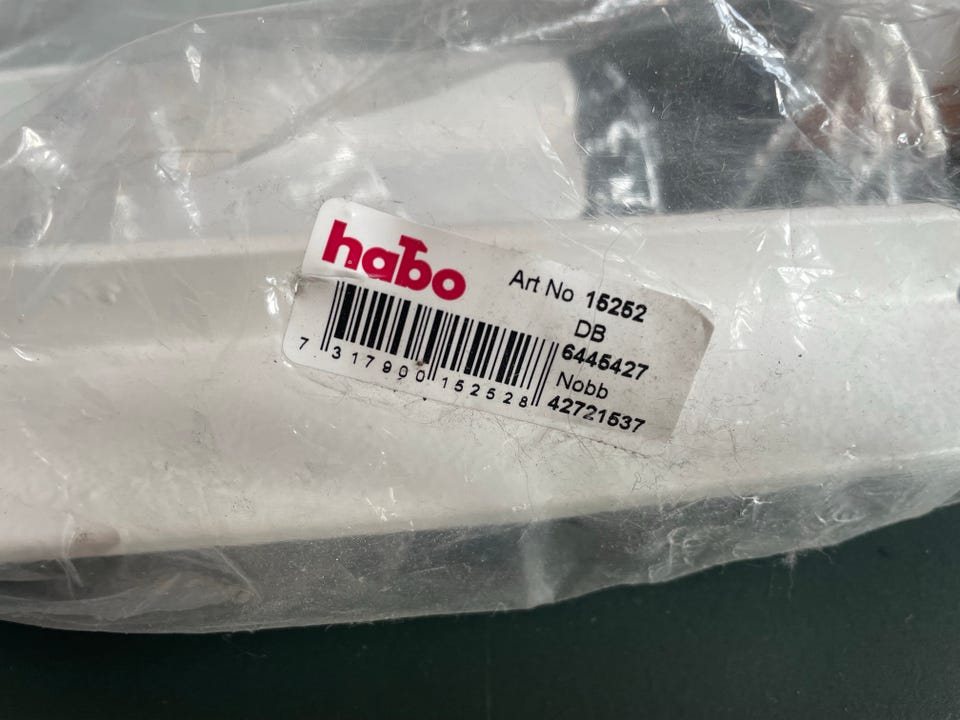 habo
Art No 15252
DB
6445427
Nobb
42721537
7 317900 152528